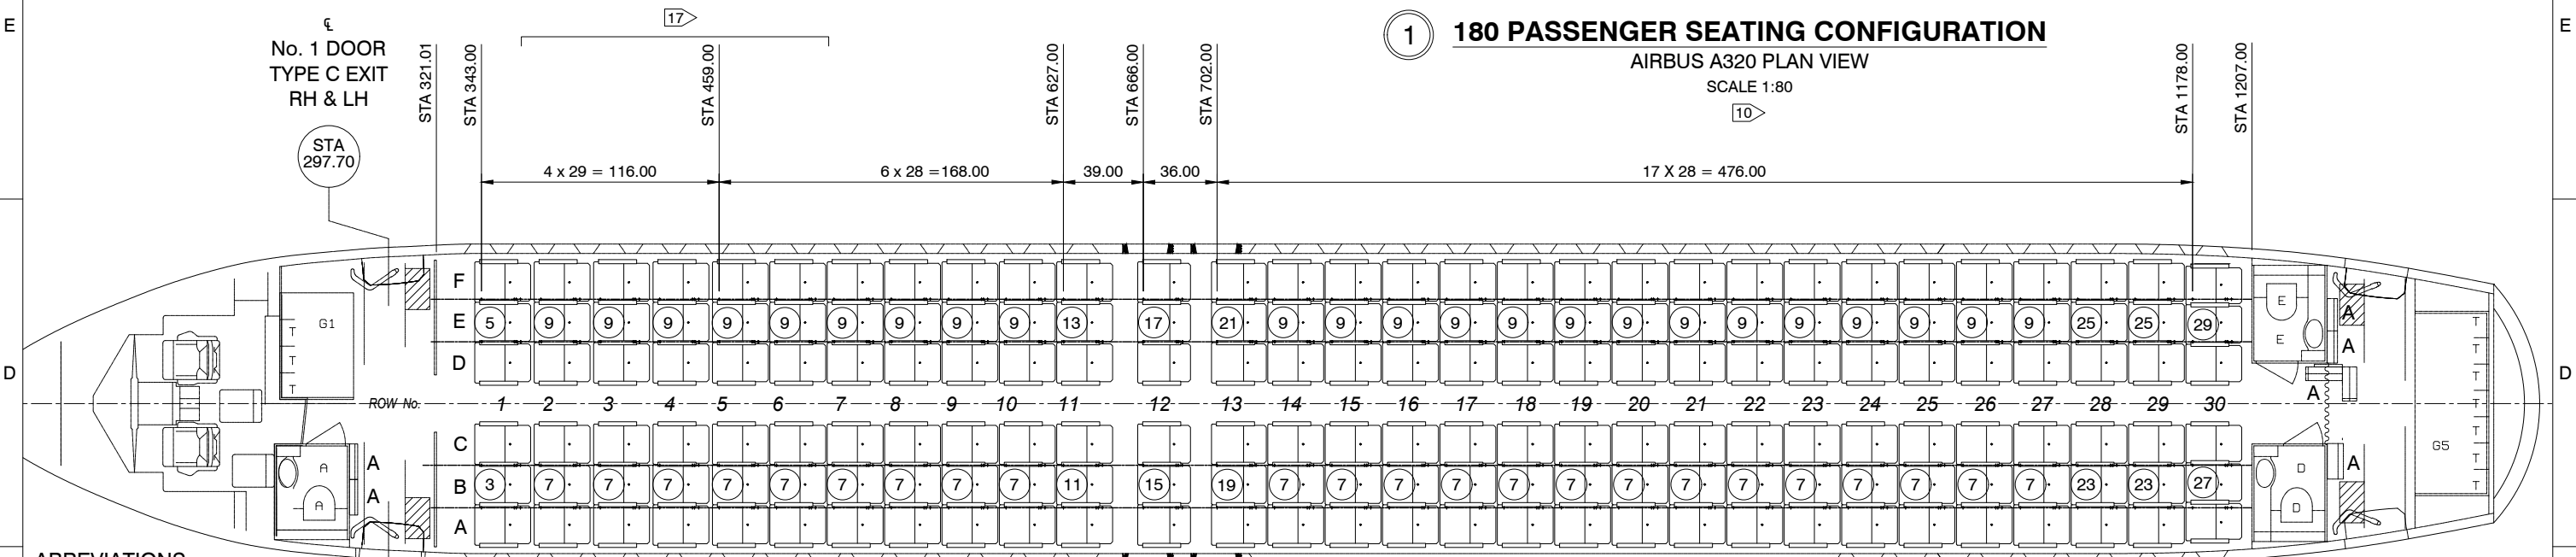 E
℄
No. 1 DOOR
TYPE C EXIT
RH & LH
STA
297.70
STA 321.01
STA 343.00
17
STA 459.00
STA 627.00
STA 666.00
STA 702.00
1
180 PASSENGER SEATING CONFIGURATION
AIRBUS A320 PLAN VIEW
SCALE 1:80
10
STA 1178.00
STA 1207.00
E
4 x 29 = 116.00
6 x 28 =168.00
39.00
36.00
17 X 28 = 476.00
F
E 5 9 9 9 9 9 9 9 9 9 13 17 21 9 9 9 9 9 9 9 9 9 9 9 9 9 9 25 25 29
D
G1
T
T
T
E
E
A
A
A
T
T
T
T
T
T
T
G5
D
D
ROW No. 1 2 3 4 5 6 7 8 9 10 11 12 13 14 15 16 17 18 19 20 21 22 23 24 25 26 27 28 29 30
C
B 3 7 7 7 7 7 7 7 7 7 11 15 19 7 7 7 7 7 7 7 7 7 7 7 7 7 7 23 23 27
A
A
A
A
A
D
D
A
ABBREVIATIONS